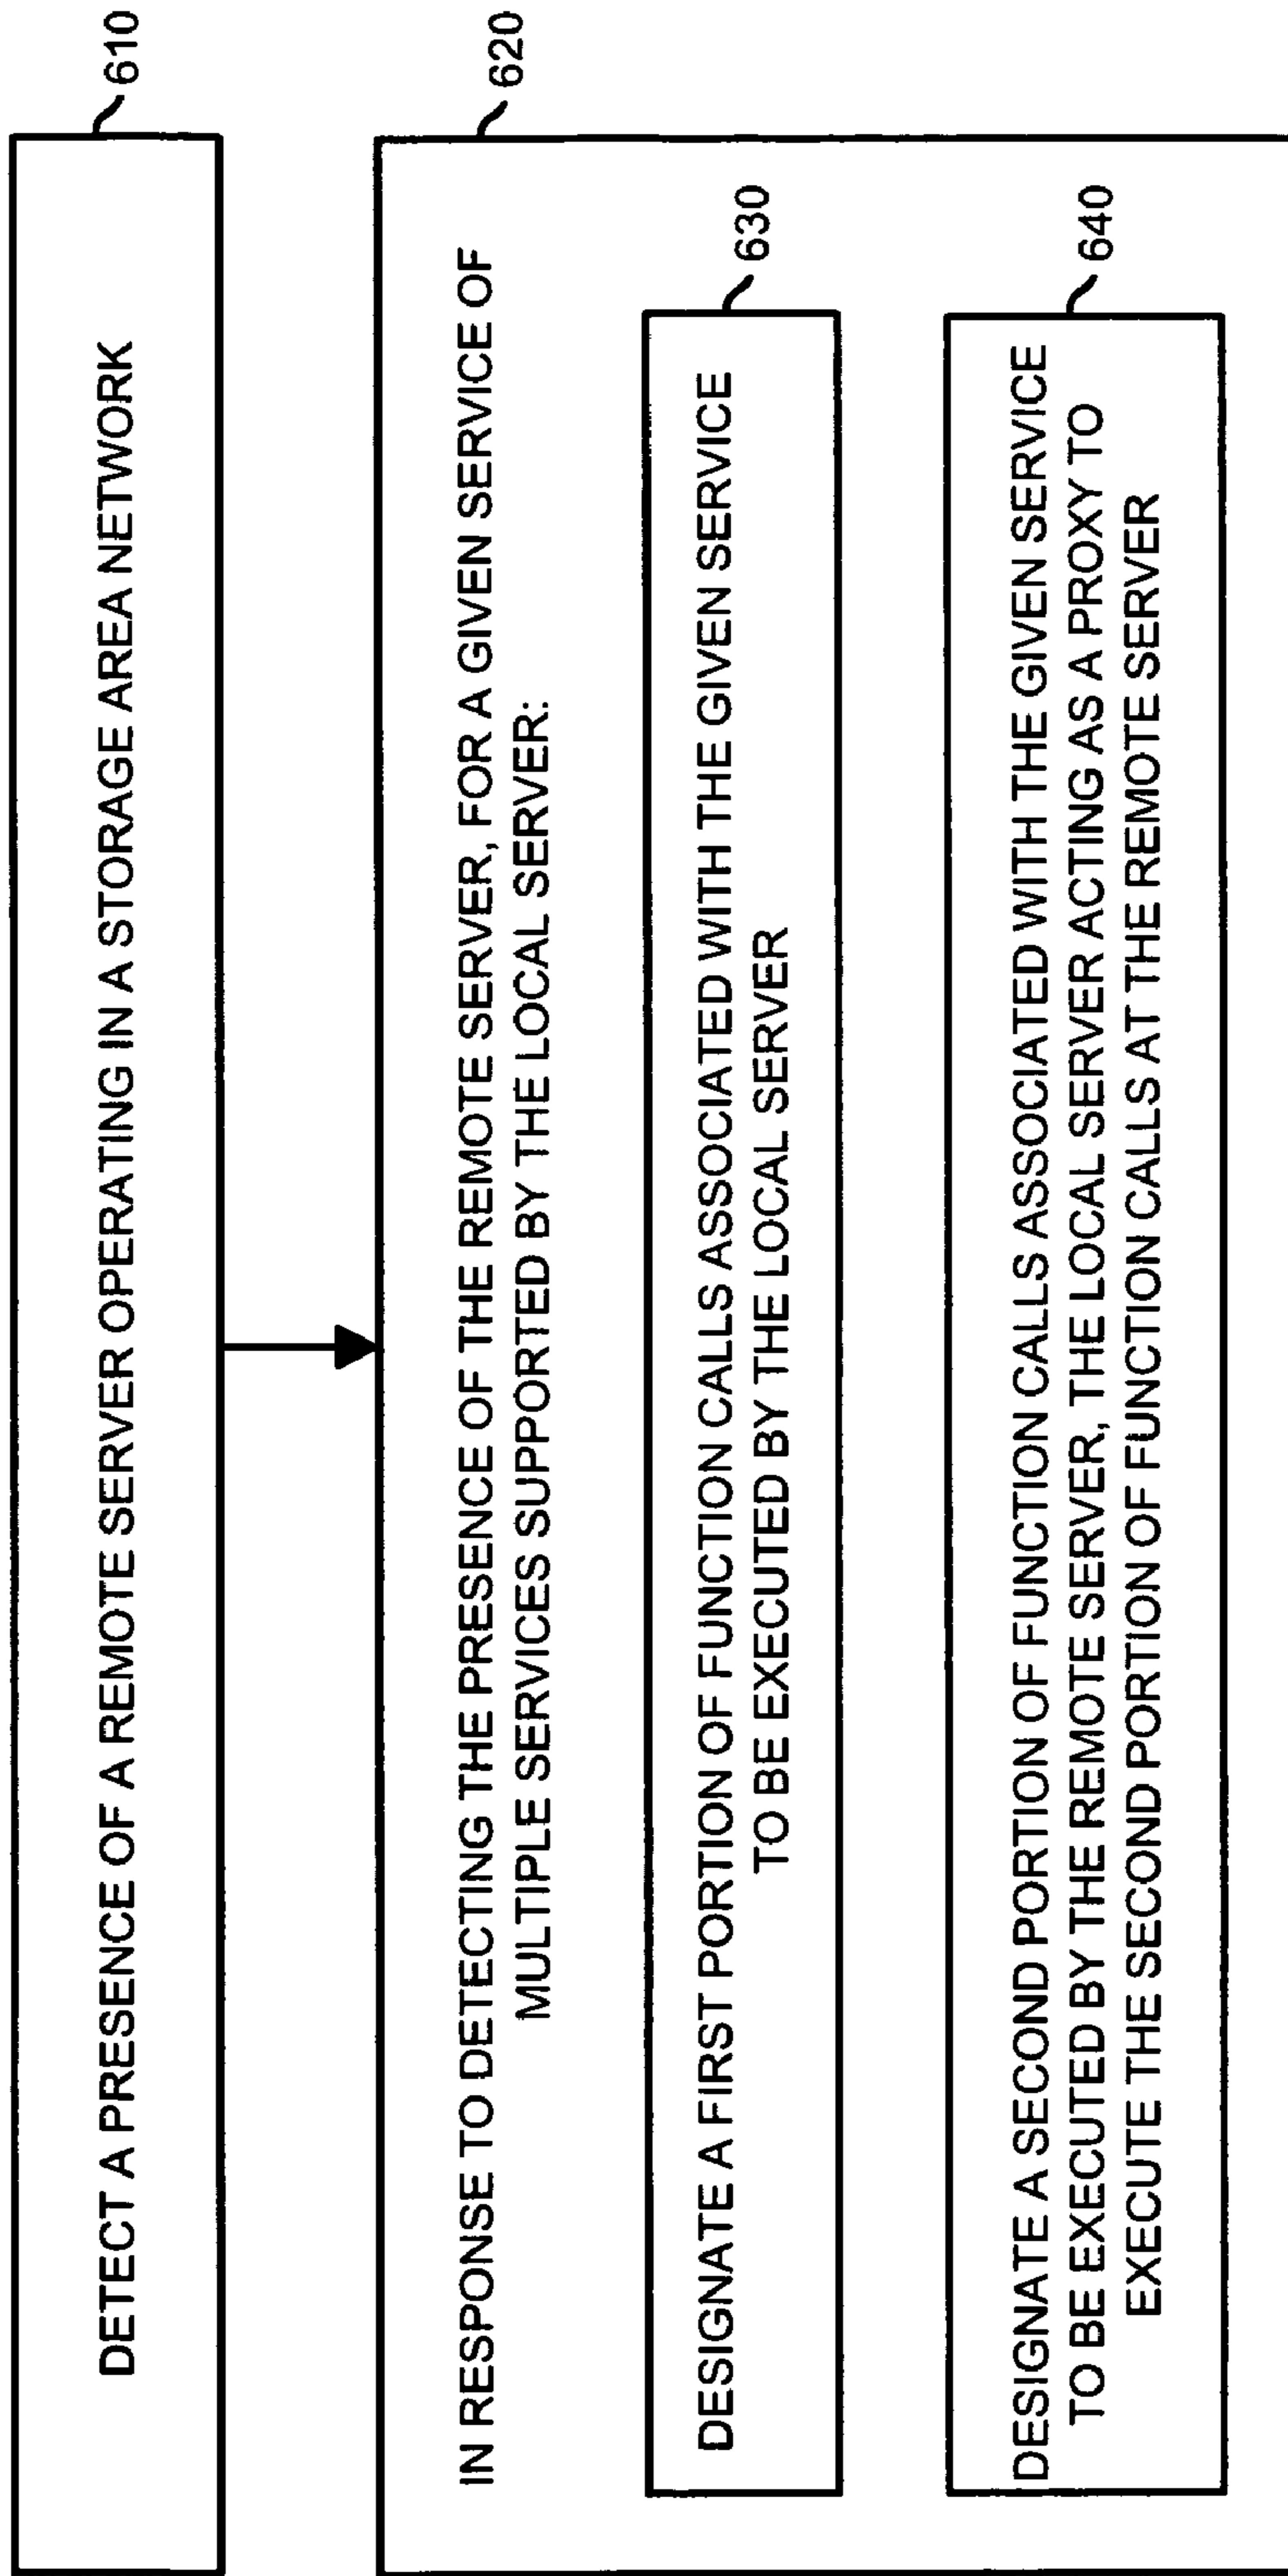 610
DETECT A PRESENCE OF A REMOTE SERVER OPERATING IN A STORAGE AREA NETWORK
620
IN RESPONSE TO DETECTING THE PRESENCE OF THE REMOTE SERVER, FOR A GIVEN SERVICE OF
MULTIPLE SERVICES SUPPORTED BY THE LOCAL SERVER:
630
DESIGNATE A FIRST PORTION OF FUNCTION CALLS ASSOCIATED WITH THE GIVEN SERVICE
TO BE EXECUTED BY THE LOCAL SERVER
640
DESIGNATE A SECOND PORTION OF FUNCTION CALLS ASSOCIATED WITH THE GIVEN SERVICE
TO BE EXECUTED BY THE REMOTE SERVER, THE LOCAL SERVER ACTING AS A PROXY TO
EXECUTE THE SECOND PORTION OF FUNCTION CALLS AT THE REMOTE SERVER